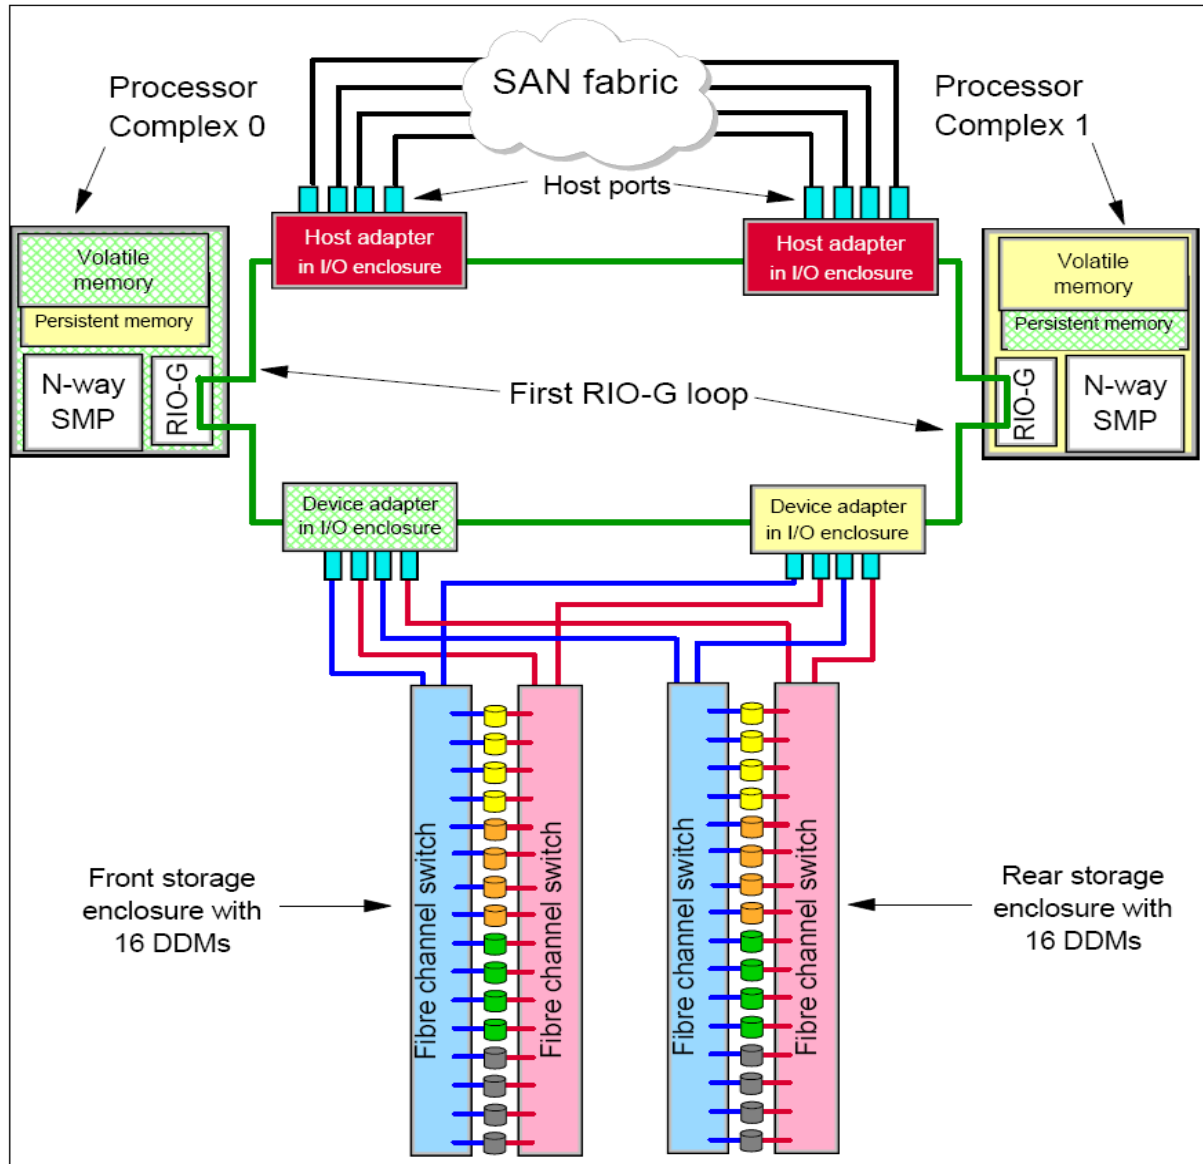 SAN fabric
Processor
Complex 0
Processor
Complex 1
Host ports
Host adapter
in I/O enclosure
Host adapter
in I/O enclosure
Volatile
memory
Persistent memory
N-way
SMP
RIO-G
Volatile
memory
Persistent memory
RIO-G
N-way
SMP
First RIO-G loop
Device adapter
in I/O enclosure
Device adapter
in I/O enclosure
Front storage
enclosure with
16 DDMs
Fibre channel switch
Fibre channel switch
Fibre channel switch
Fibre channel switch
Rear storage
enclosure with
16 DDMs